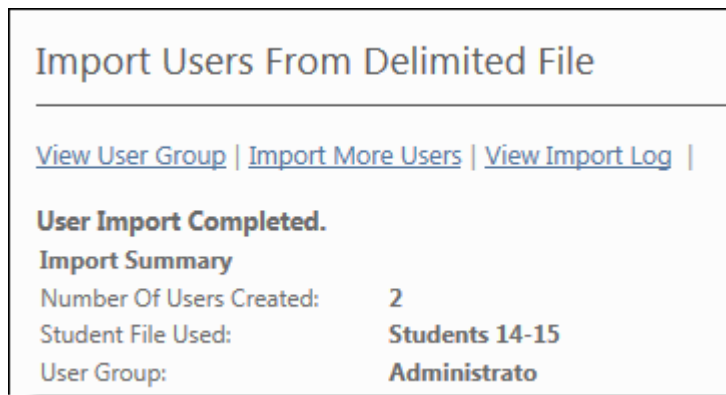 Import Users From Delimited File
View User Group | Import More Users | View Import Log |
User Import Completed.
Import Summary
Number Of Users Created: 2
Student File Used: Students 14-15
User Group: Administrato